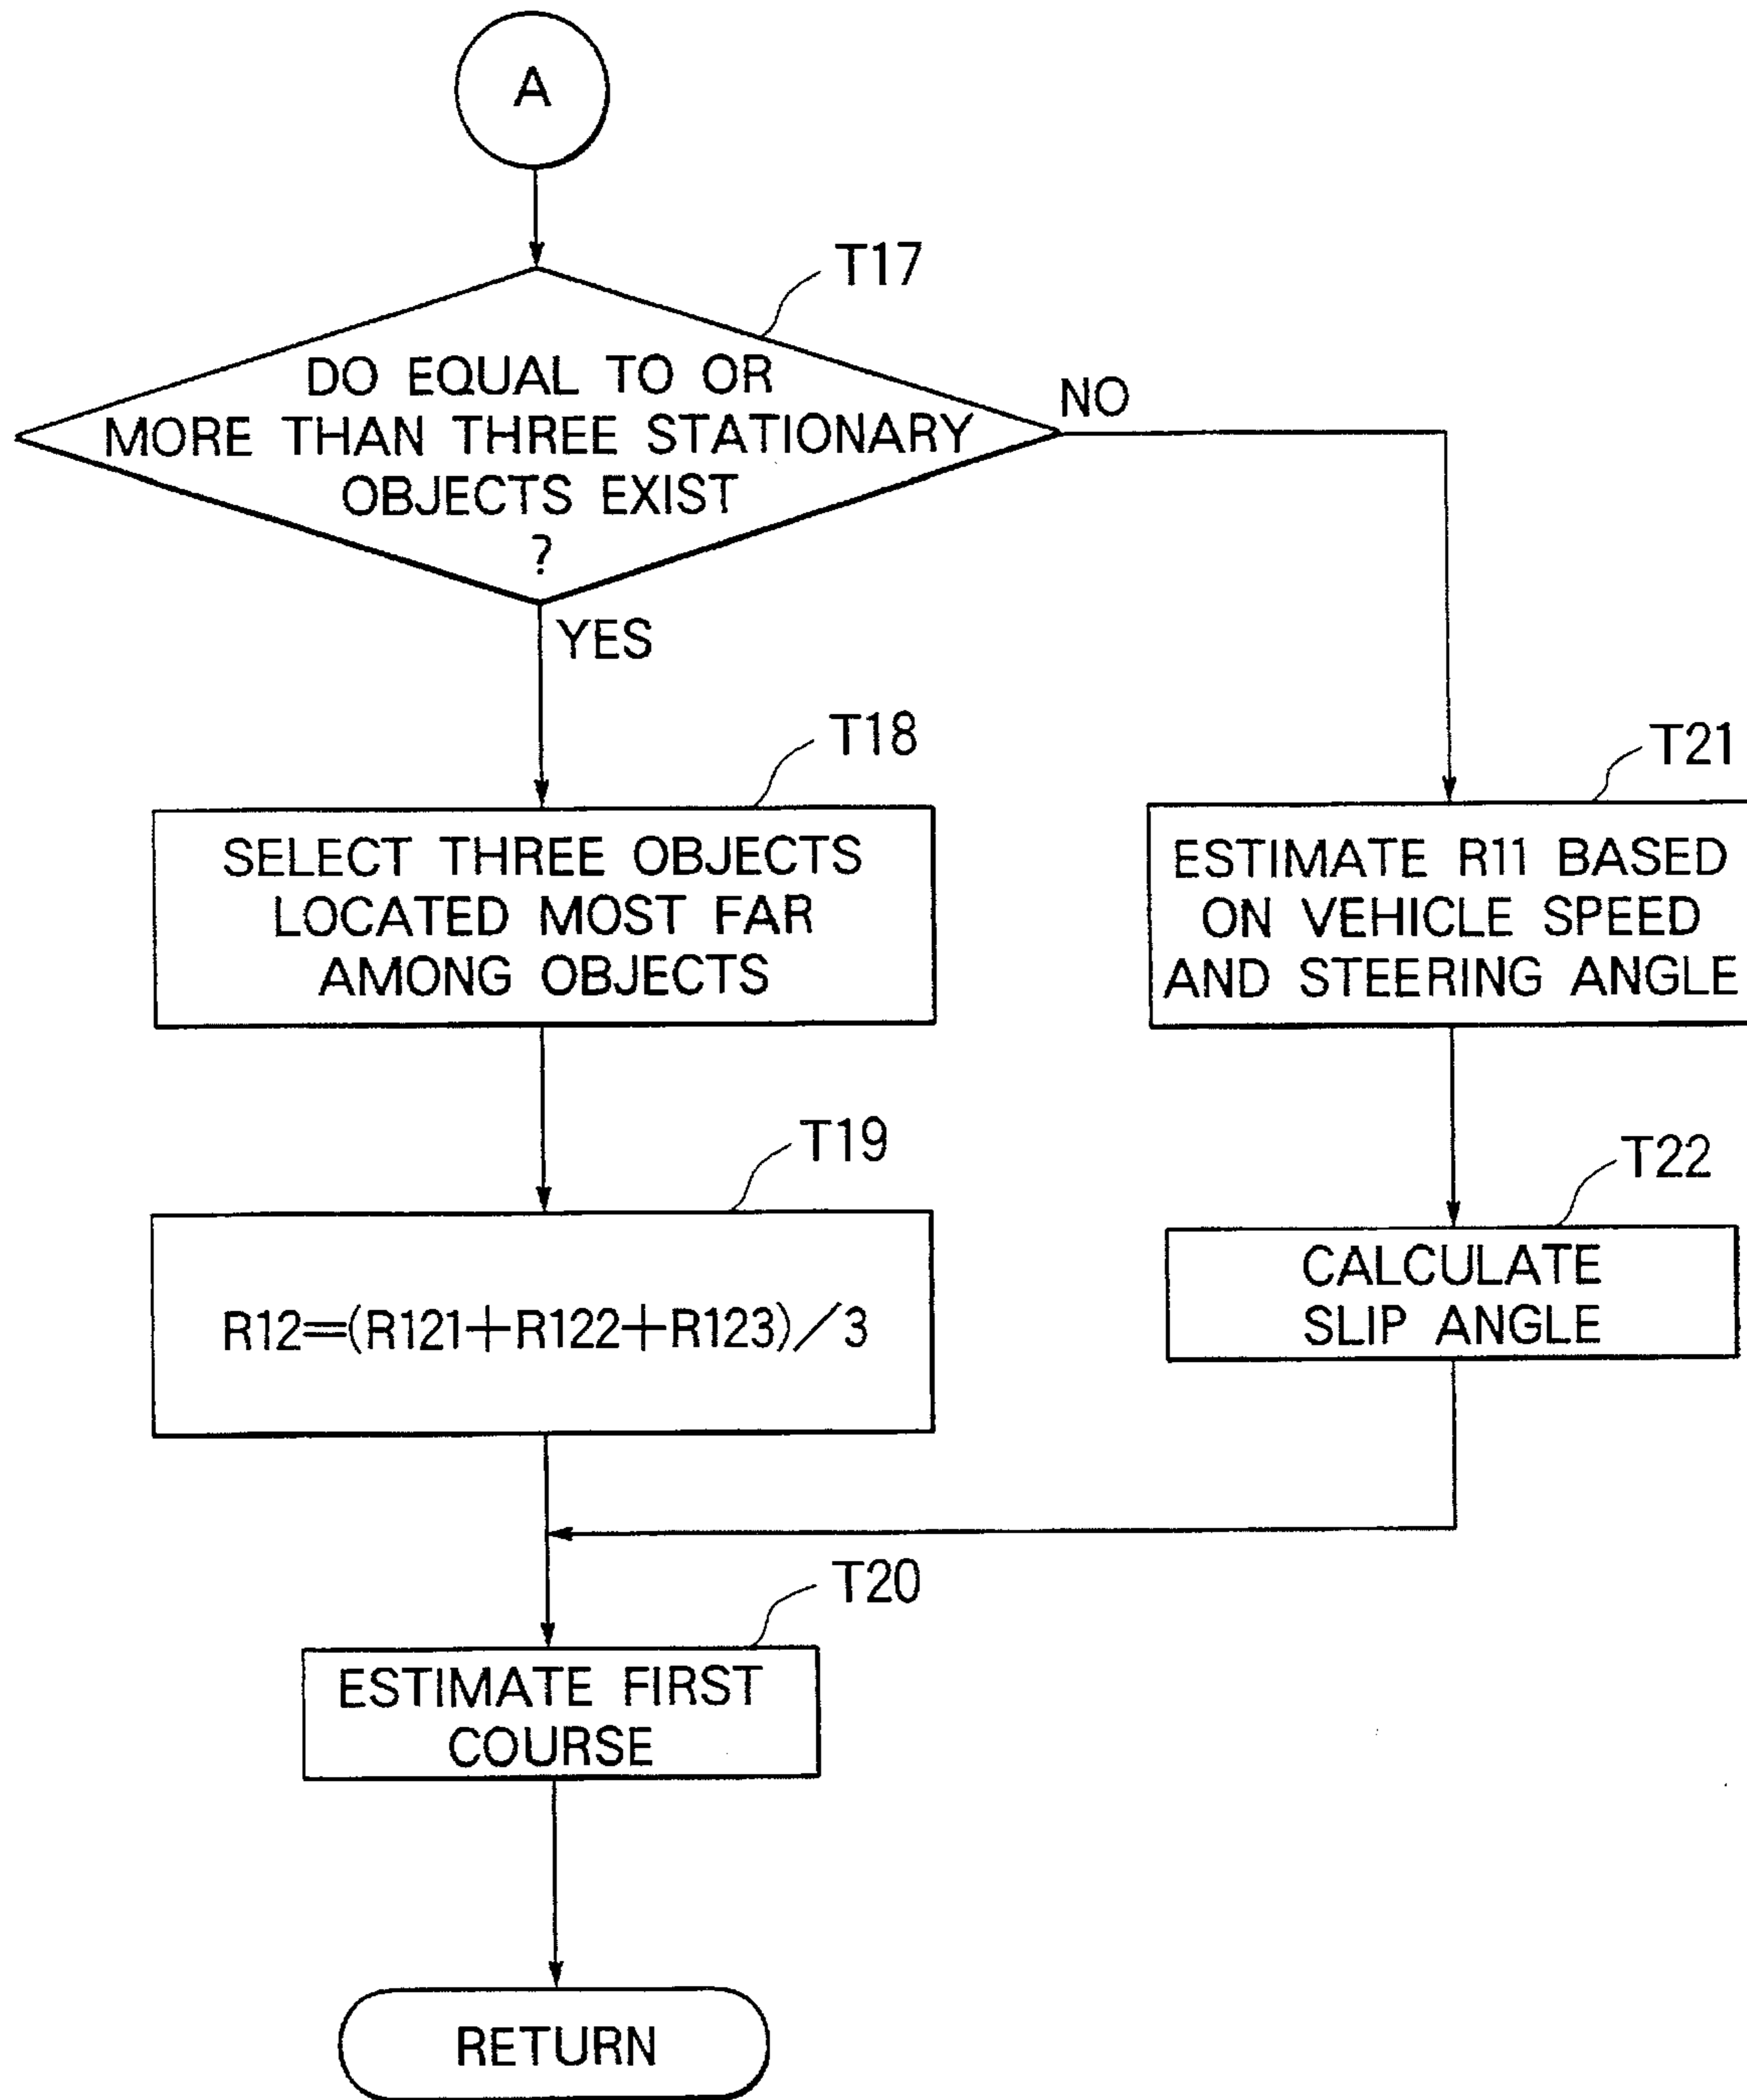 A
T17
DO EQUAL TO OR
MORE THAN THREE STATIONARY
OBJECTS EXIST
?
NO
YES
T18
SELECT THREE OBJECTS
LOCATED MOST FAR
AMONG OBJECTS
T21
ESTIMATE R11 BASED
ON VEHICLE SPEED
AND STEERING ANGLE
T19
R12=(R121+R122+R123)/3
T22
CALCULATE
SLIP ANGLE
T20
ESTIMATE FIRST
COURSE
RETURN